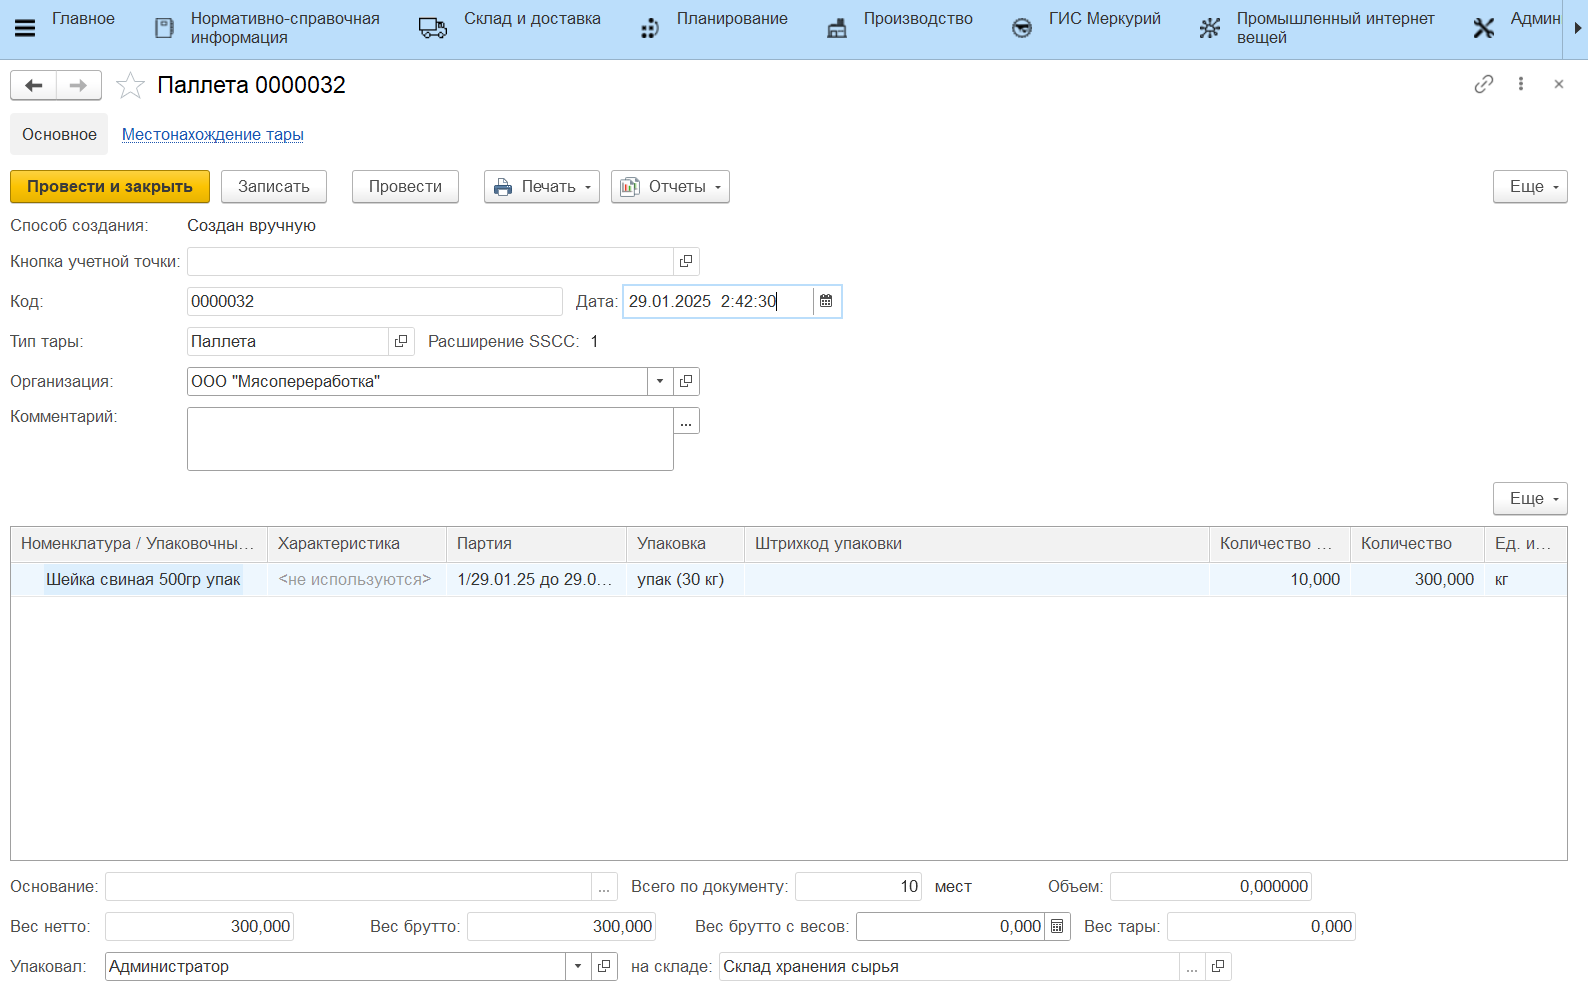 Главное
Нормативно-справочная
информация
Склад и доставка
Планирование
Производство
ГИС Меркурий
Промышленный интернет
вещей
Админ
Паллета 0000032
Основное
Местонахождение тары
Провести и закрыть
Записать
Провести
Печать
Отчеты
Еще
Способ создания: Создан вручную
Кнопка учетной точки:
Код: 0000032 Дата: 29.01.2025 2:42:30
Тип тары: Паллета Расширение SSCC: 1
Организация: ООО "Мясопереработка"
Комментарий: ...
Еще
Номенклатура / Упаковочны... Характеристика Партия Упаковка Штрихкод упаковки Количество ... Количество Ед. и...
Шейка свиная 500гр упак <не используются> 1/29.01.25 до 29.0... упак (30 кг) 10,000 300,000 кг
Основание: ... Всего по документу: 10 мест Объем: 0,000000
Вес нетто: 300,000 Вес брутто: 300,000 Вес брутто с весов: 0,000 Вес тары: 0,000
Упаковал: Администратор на складе: Склад хранения сырья ...